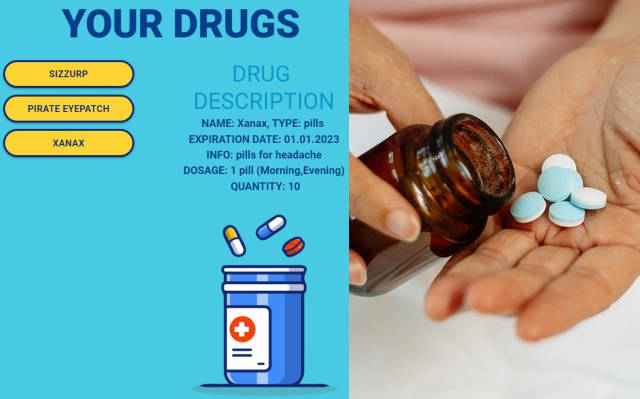 YOUR DRUGS
SIZZURP
PIRATE EYEPATCH
XANAX
DRUG
DESCRIPTION
NAME: Xanax, TYPE: pills
EXPIRATION DATE: 01.01.2023
INFO: pills for headache
DOSAGE: 1 pill (Morning,Evening)
QUANTITY: 10